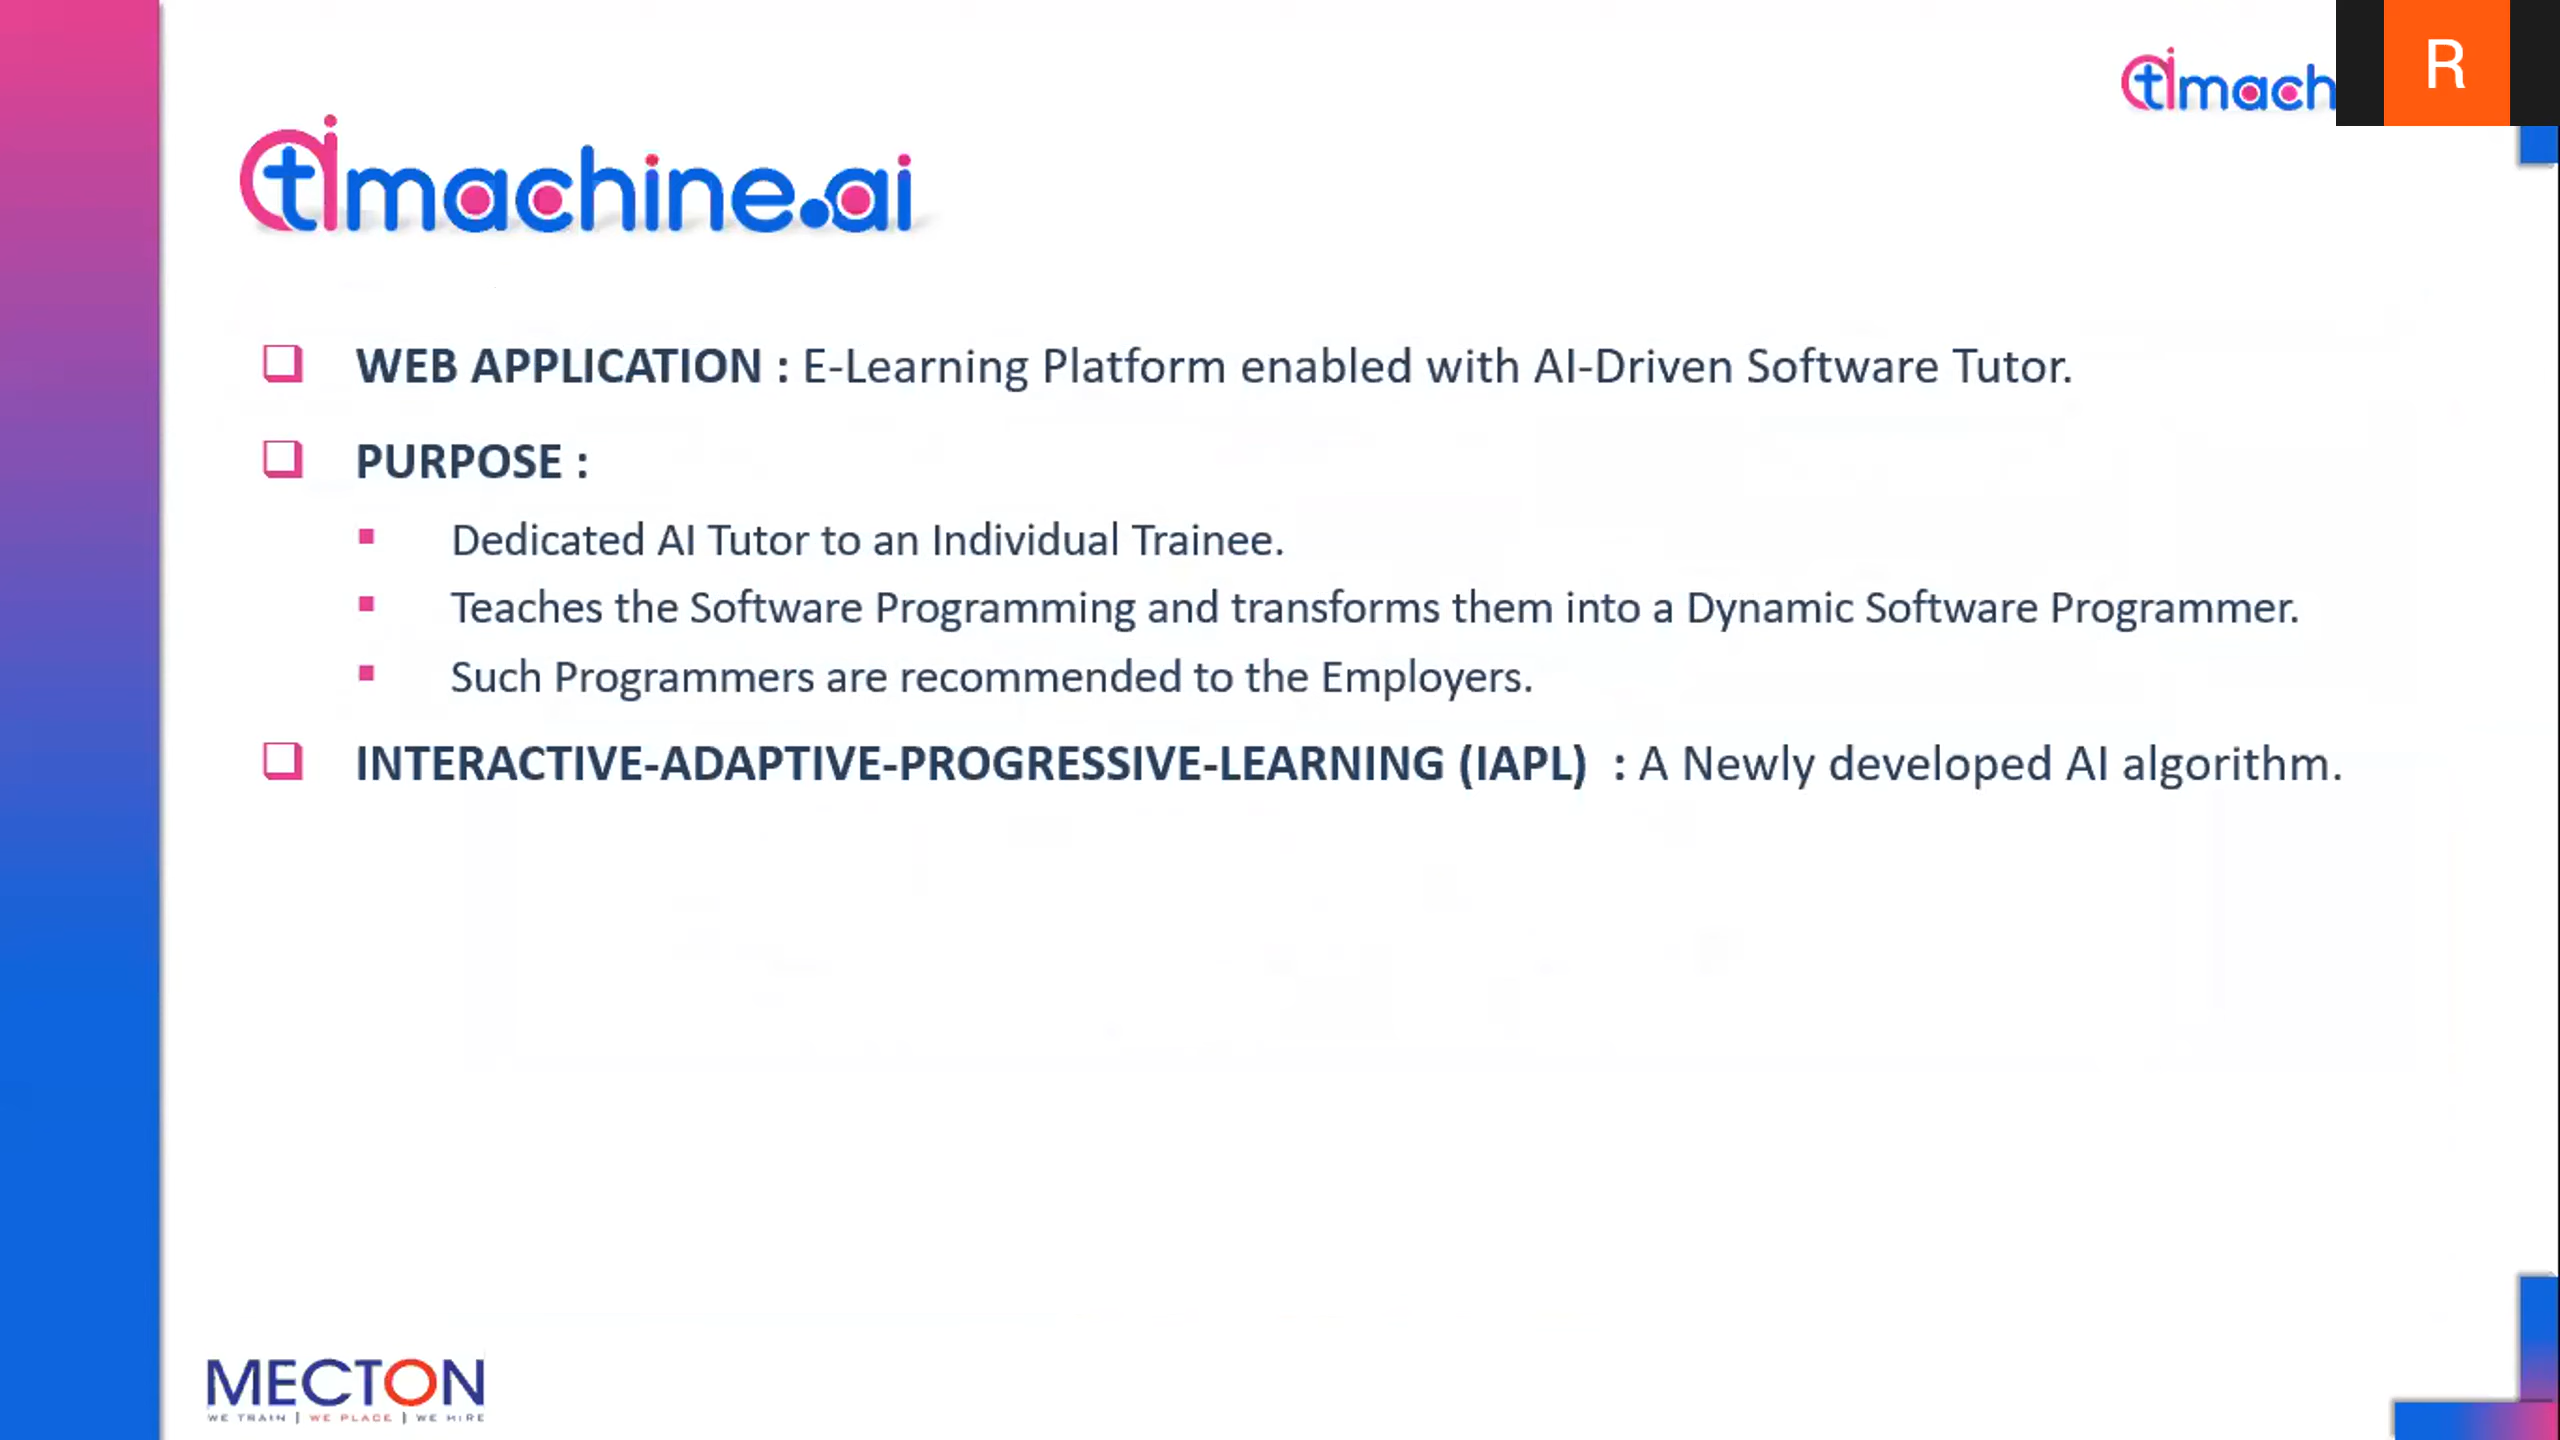 timach
R
timachine.ai
WEB APPLICATION : E-Learning Platform enabled with AI-Driven Software Tutor.
PURPOSE :
Dedicated AI Tutor to an Individual Trainee.
Teaches the Software Programming and transforms them into a Dynamic Software Programmer.
Such Programmers are recommended to the Employers.
INTERACTIVE-ADAPTIVE-PROGRESSIVE-LEARNING (IAPL) : A Newly developed AI algorithm.
MECTON
WE TRAIN | WE PLACE | WE HIRE